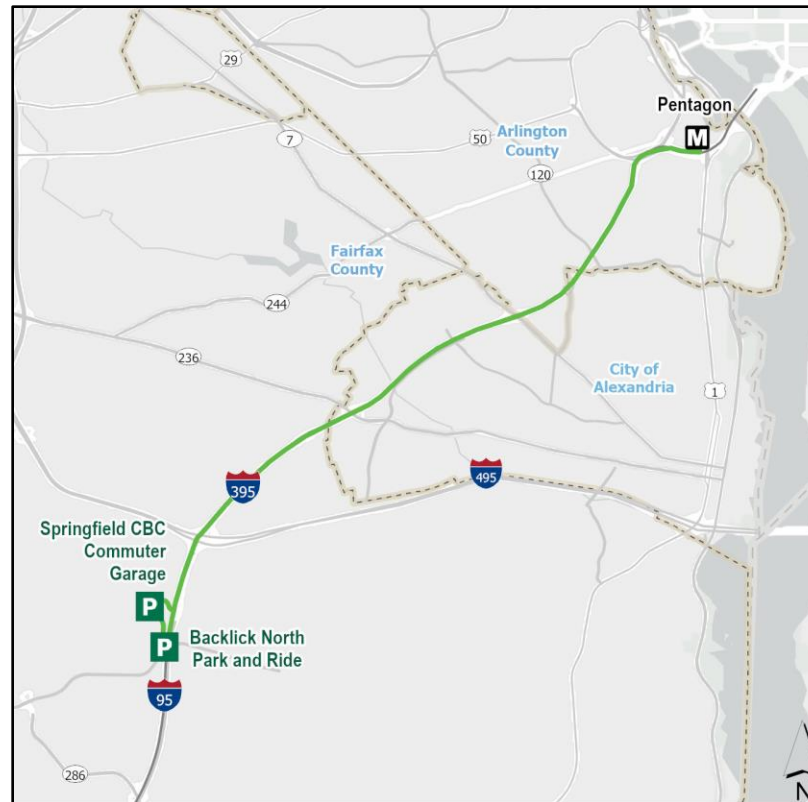 29
Pentagon
M
7
50
Arlington
County
120
Fairfax
County
244
236
City of
Alexandria
1
395
495
Springfield CBC
Commuter
Garage
P
P
Backlick North
Park and Ride
95
286
N